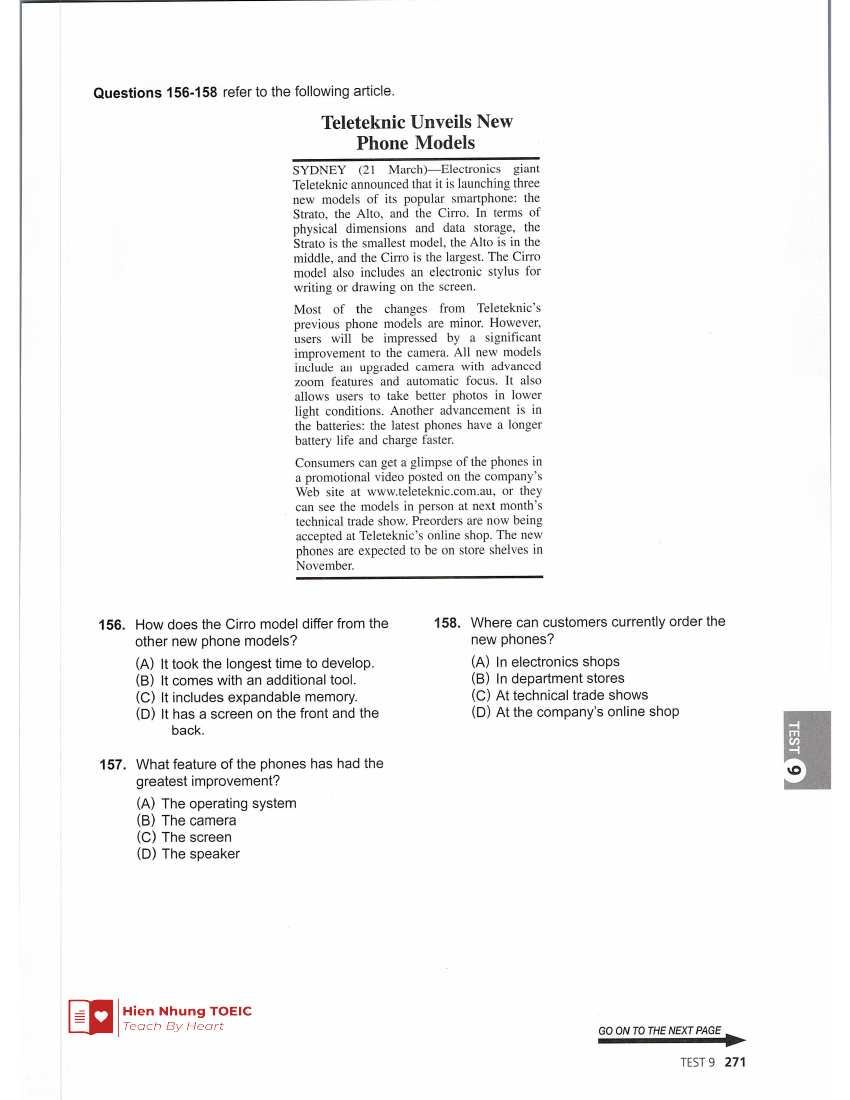 Questions 156-158 refer to the following article.
Teleteknic Unveils New
Phone Models
SYDNEY (21 March)—Electronics giant
Teleteknic announced that it is launching three
new models of its popular smartphone: the
Strato, the Alto, and the Cirro. In terms of
physical dimensions and data storage, the
Strato is the smallest model, the Alto is in the
middle, and the Cirro is the largest. The Cirro
model also includes an electronic stylus for
writing or drawing on the screen.
Most of the changes from Teleteknic's
previous phone models are minor. However,
users will be impressed by a significant
improvement to the camera. All new models
include an upgraded camera with advanced
zoom features and automatic focus. It also
allows users to take better photos in lower
light conditions. Another advancement is in
the batteries: the latest phones have a longer
battery life and charge faster.
Consumers can get a glimpse of the phones in
a promotional video posted on the company's
Web site at www.teleteknic.com.au, or they
can see the models in person at next month's
technical trade show. Preorders are now being
accepted at Teleteknic's online shop. The new
phones are expected to be on store shelves in
November.
156. How does the Cirro model differ from the
other new phone models?
(A) It took the longest time to develop.
(B) It comes with an additional tool.
(C) It includes expandable memory.
(D) It has a screen on the front and the
back.
157. What feature of the phones has had the
greatest improvement?
(A) The operating system
(B) The camera
(C) The screen
(D) The speaker
158. Where can customers currently order the
new phones?
(A) In electronics shops
(B) In department stores
(C) At technical trade shows
(D) At the company's online shop
TEST 9
Hien Nhung TOEIC
Teach By Heart
GO ON TO THE NEXT PAGE
TEST 9 271